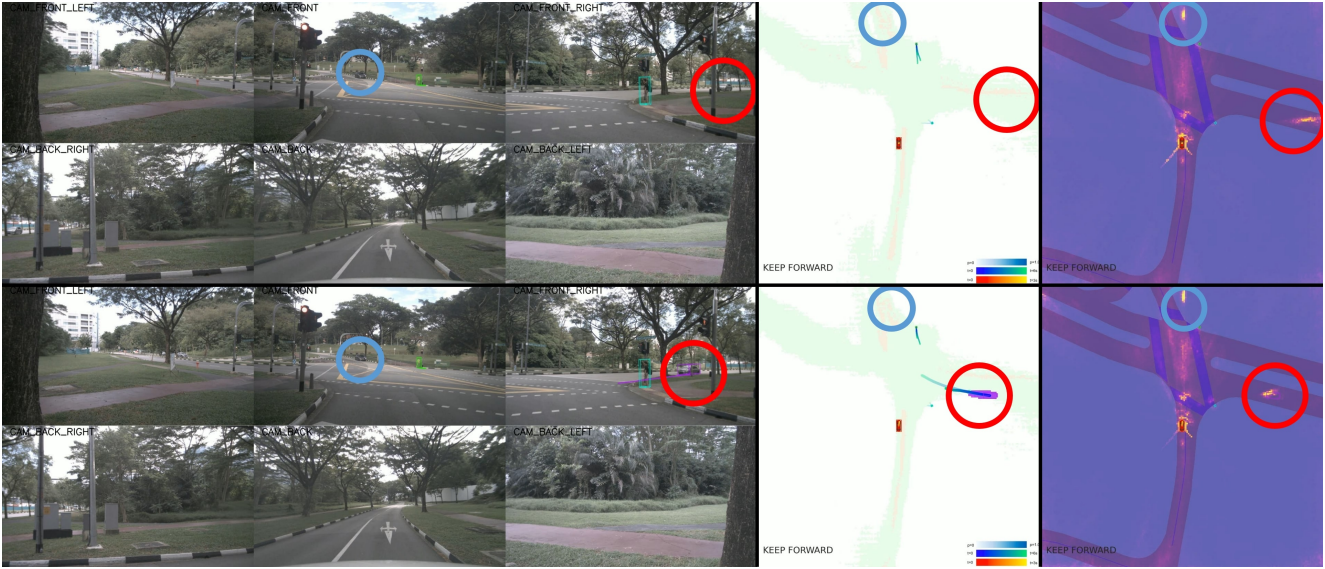 CAM_FRONT_LEFT
CAM_FRONT
CAM_FRONT_RIGHT
CAM_BACK_RIGHT
CAM_BACK
CAM_BACK_LEFT
KEEP FORWARD
KEEP FORWARD
CAM_FRONT_LEFT
CAM_FRONT
CAM_FRONT_RIGHT
CAM_BACK_RIGHT
CAM_BACK
CAM_BACK_LEFT
KEEP FORWARD
KEEP FORWARD